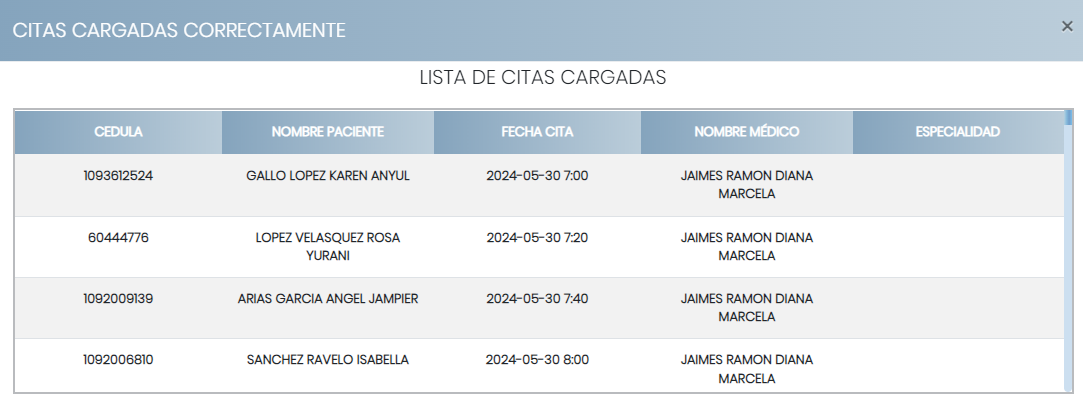 CITAS CARGADAS CORRECTAMENTE
×
LISTA DE CITAS CARGADAS
CEDULA NOMBRE PACIENTE FECHA CITA NOMBRE MÉDICO ESPECIALIDAD
1093612524 GALLO LOPEZ KAREN ANYUL 2024-05-30 7:00 JAIMES RAMON DIANA
MARCELA
60444776 LOPEZ VELASQUEZ ROSA 2024-05-30 7:20 JAIMES RAMON DIANA
YURANI MARCELA
1092009139 ARIAS GARCIA ANGEL JAMPIER 2024-05-30 7:40 JAIMES RAMON DIANA
MARCELA
1092006810 SANCHEZ RAVELO ISABELLA 2024-05-30 8:00 JAIMES RAMON DIANA
MARCELA